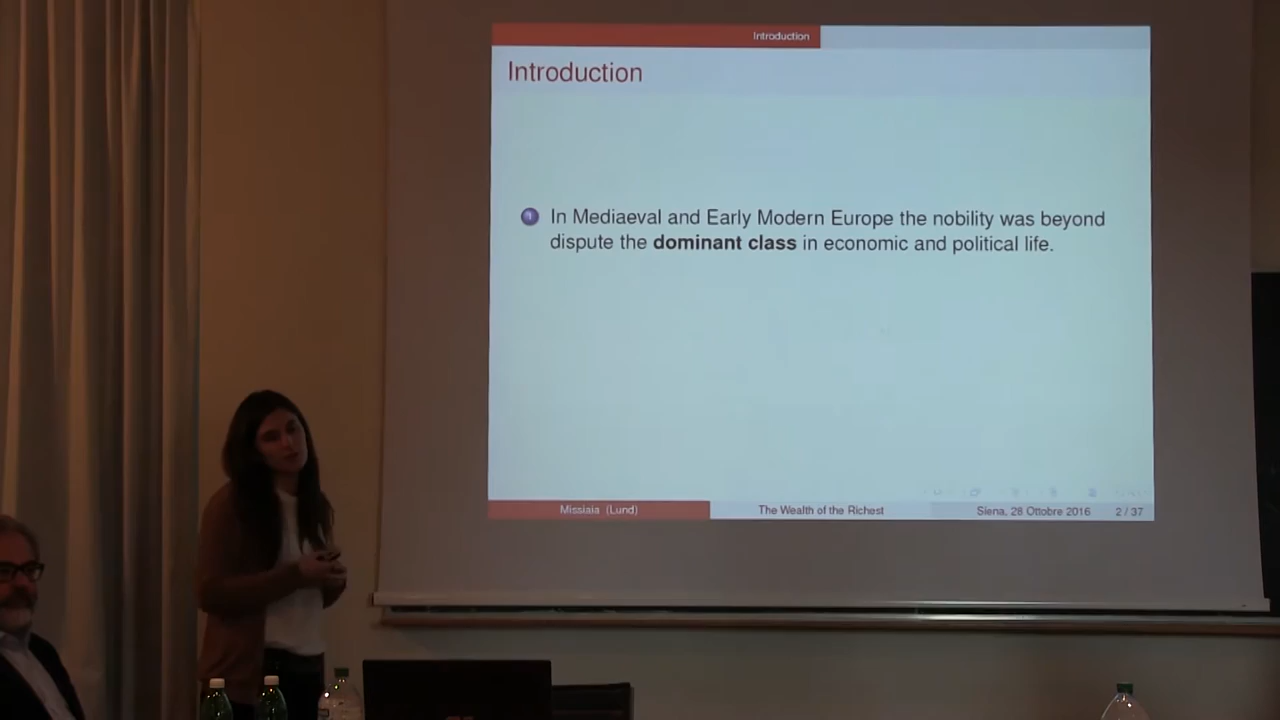 Introduction
Introduction
1 In Mediaeval and Early Modern Europe the nobility was beyond
dispute the dominant class in economic and political life.
Missiaia (Lund) The Wealth of the Richest Siena, 28 Ottobre 2016 2 / 37